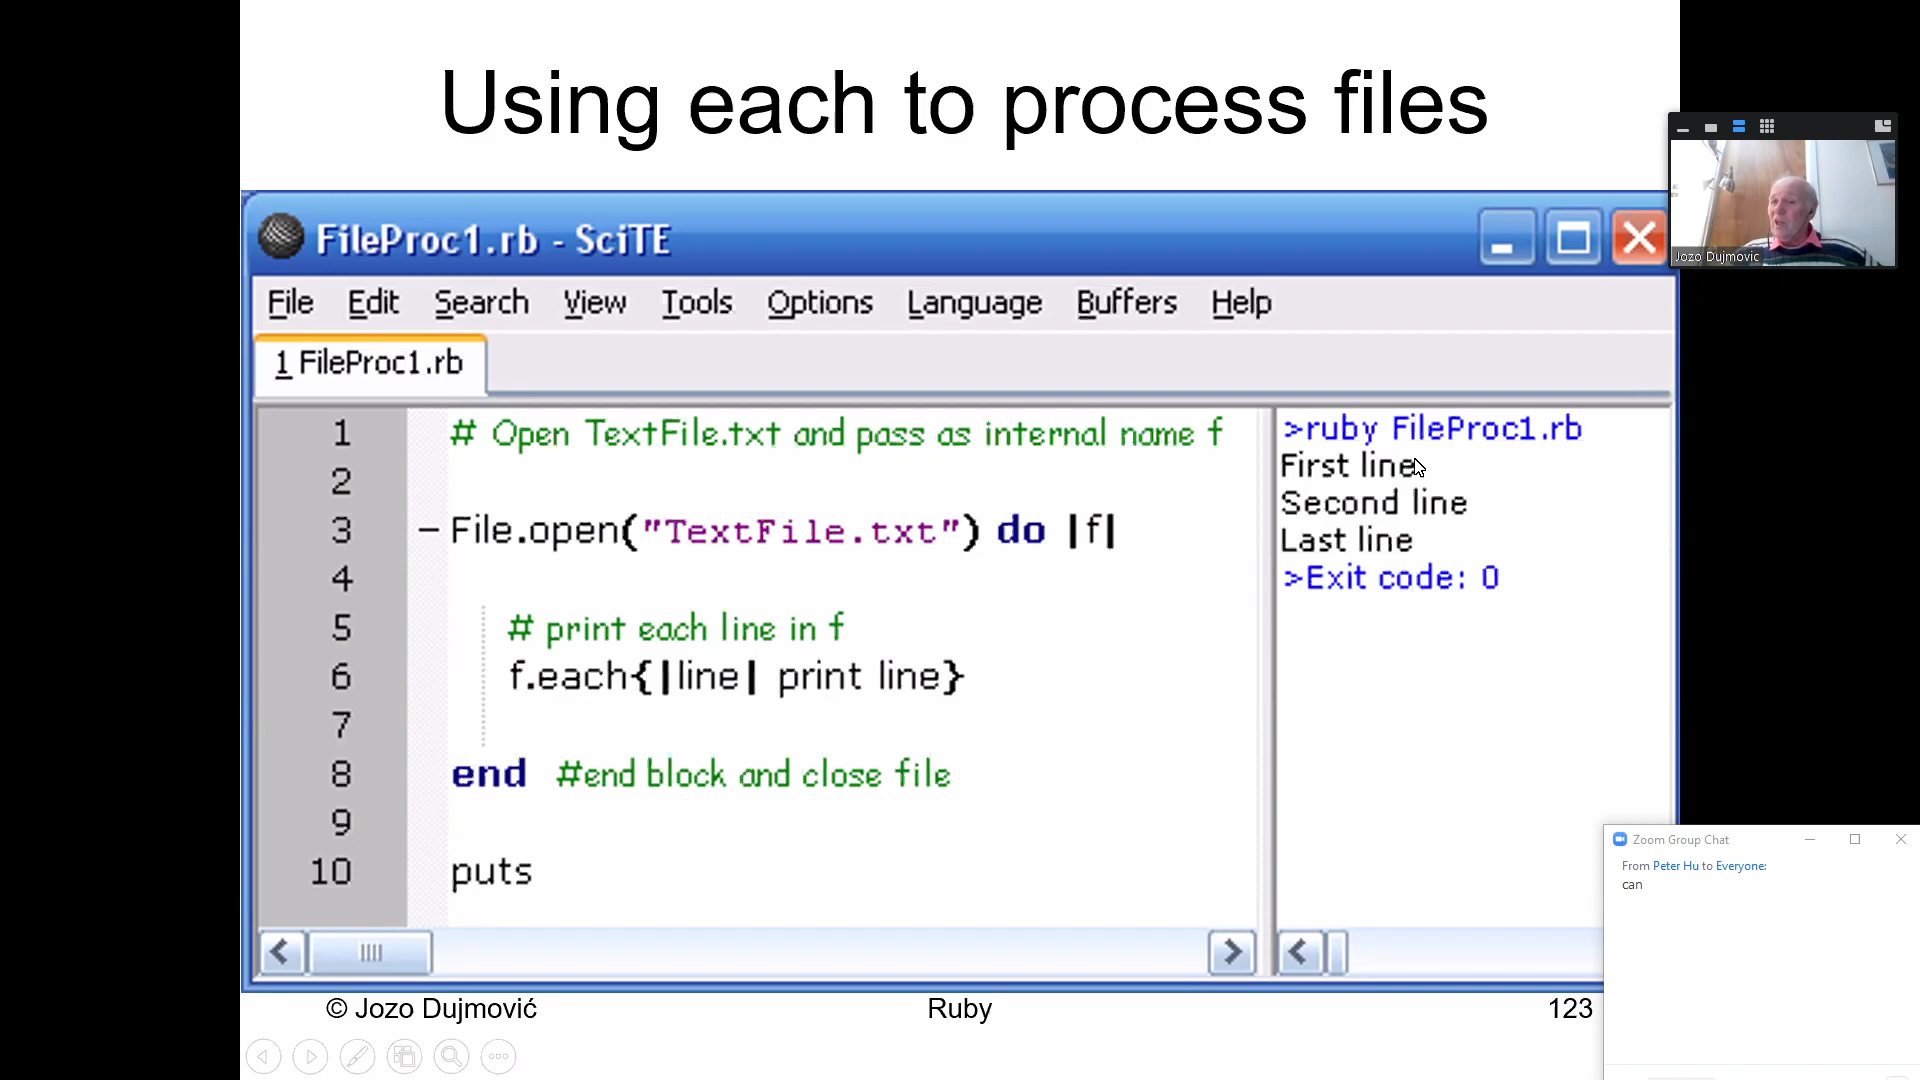 Using each to process files
FileProc1.rb - SciTE
File Edit Search View Tools Options Language Buffers Help
1 FileProc1.rb
1 # Open TextFile.txt and pass as internal name f
2
3 File.open("TextFile.txt") do |f|
4
5 # print each line in f
6 f.each{|line| print line}
7
8 end #end block and close file
9
10 puts
>ruby FileProc1.rb
First line
Second line
Last line
>Exit code: 0
© Jozo Dujmović
Ruby
123
Jozo Dujmovic
Zoom Group Chat
From Peter Hu to Everyone:
can